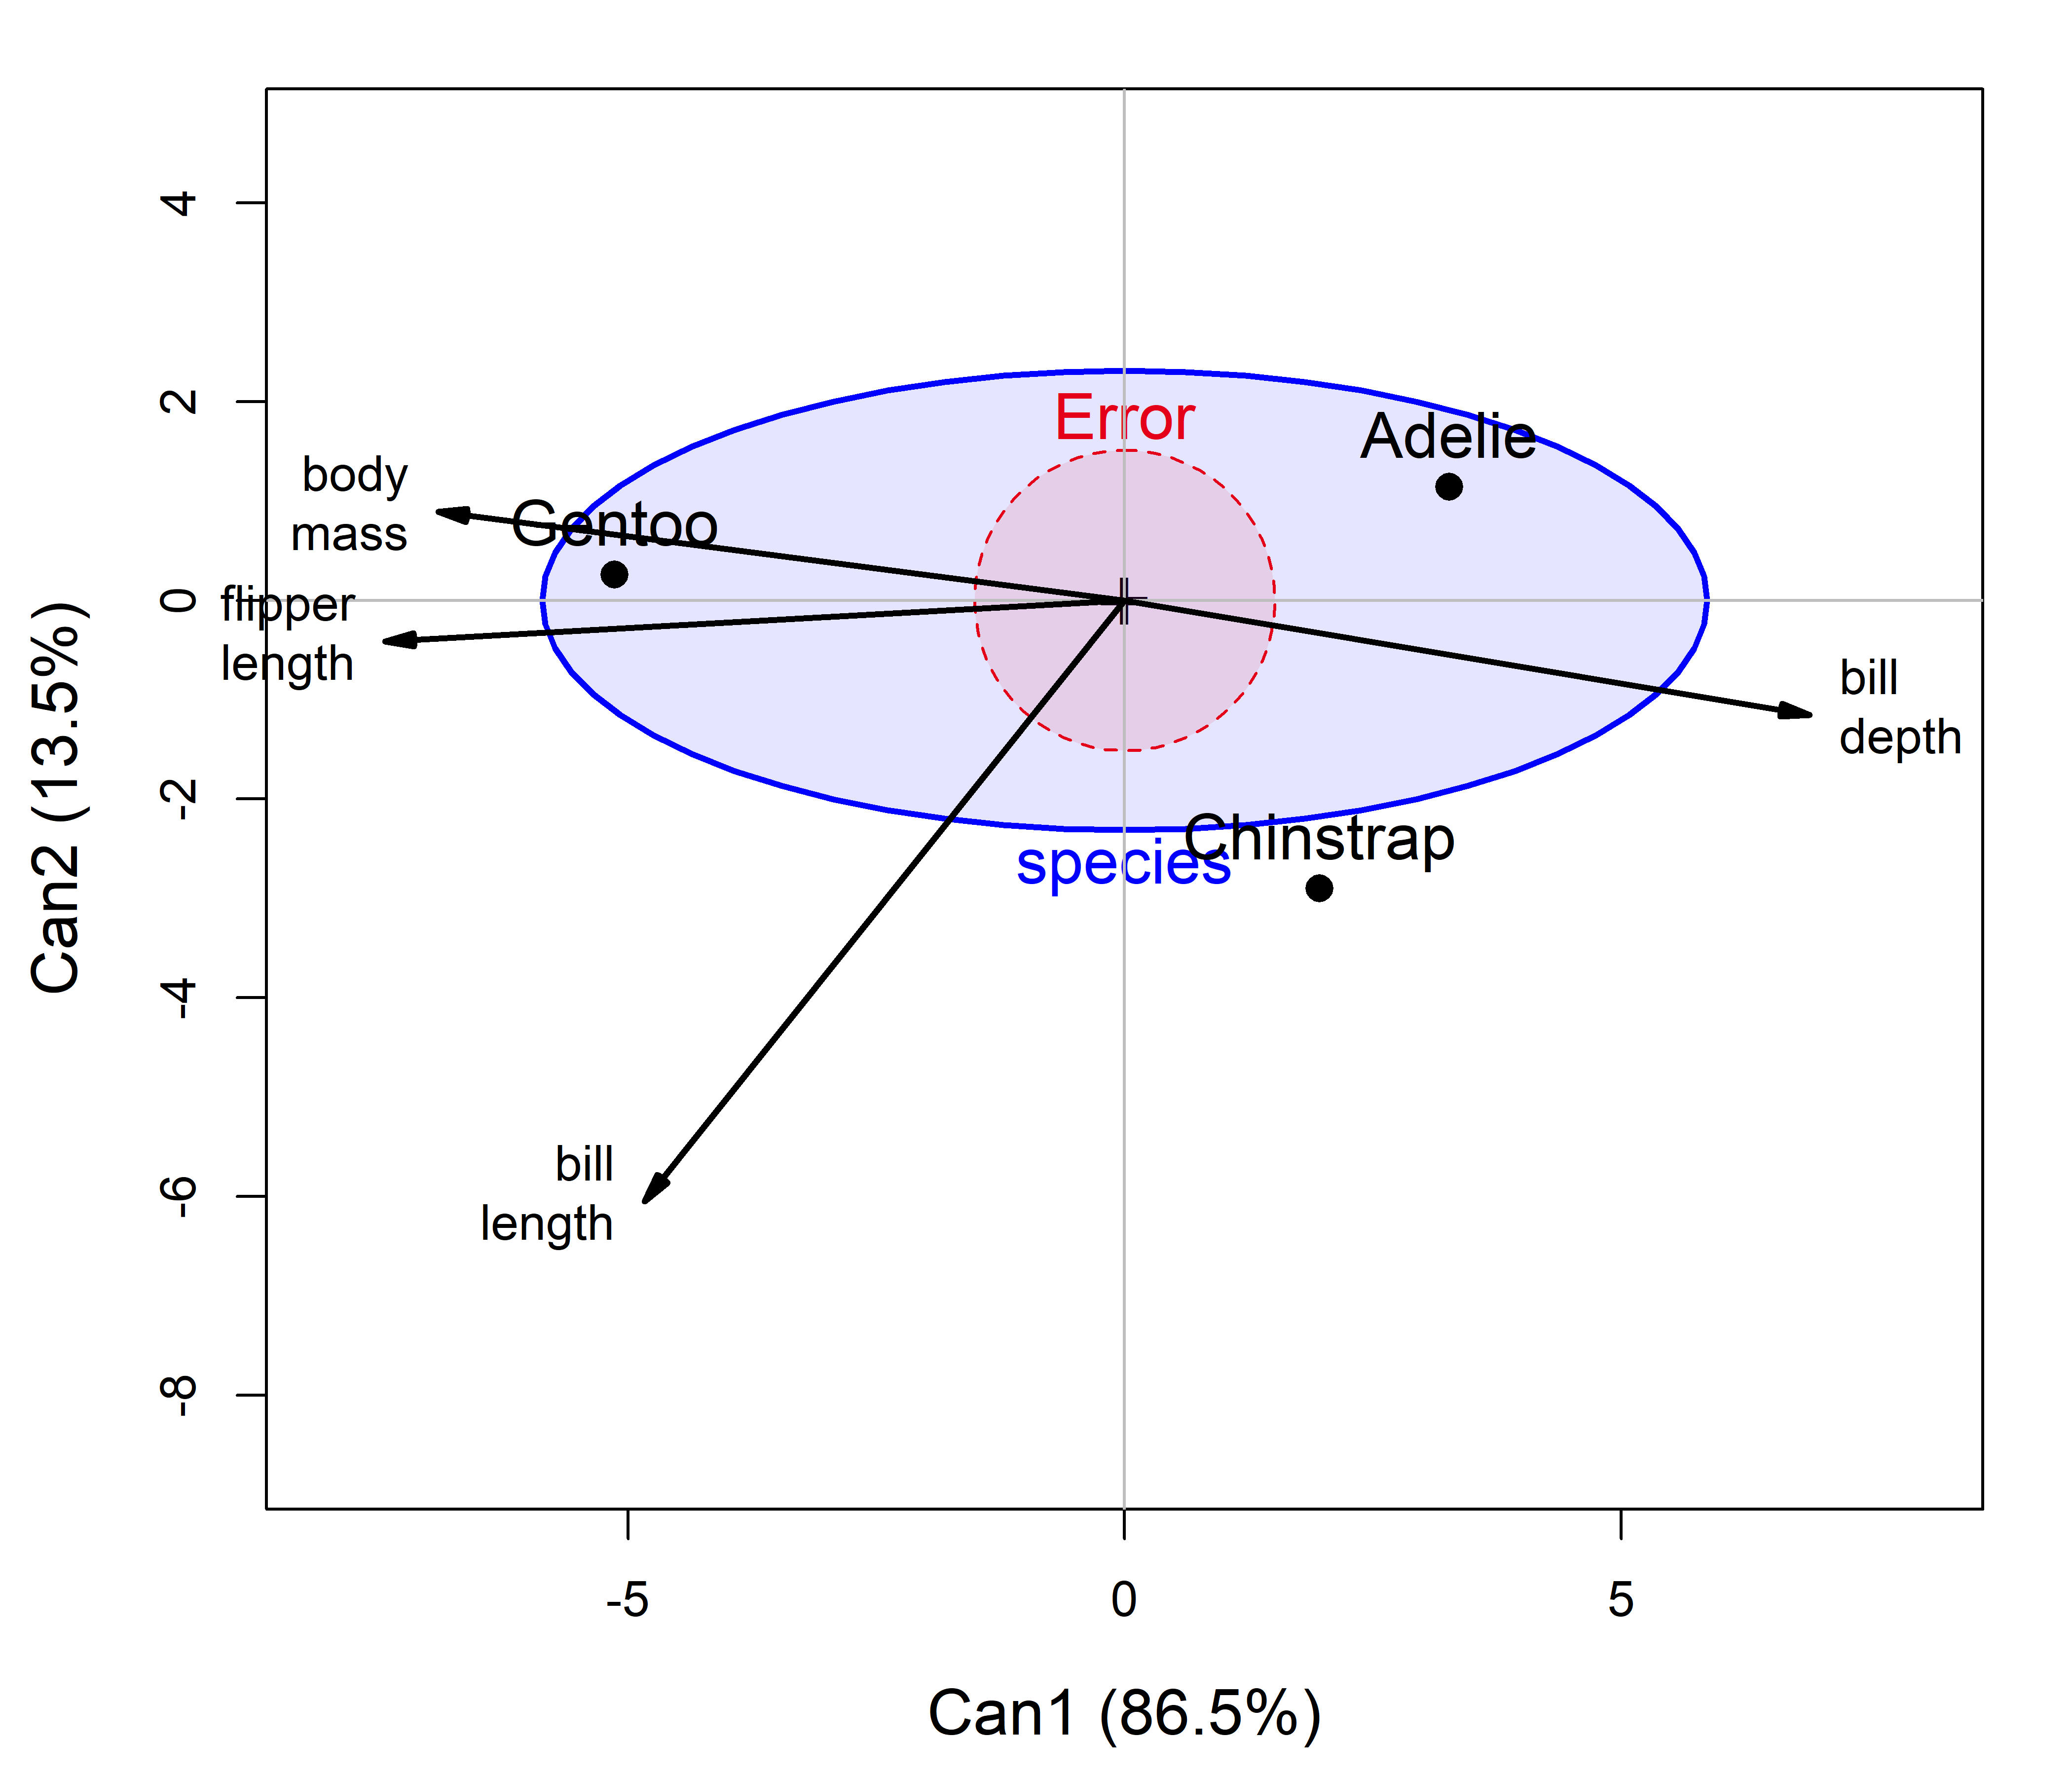 4
2
0
-2
-4
-6
-8
Can2 (13.5%)
Error
Adelie
body
mass
Gentoo
flipper
length
bill
depth
Chinstrap
species
bill
length
-5
0
5
Can1 (86.5%)